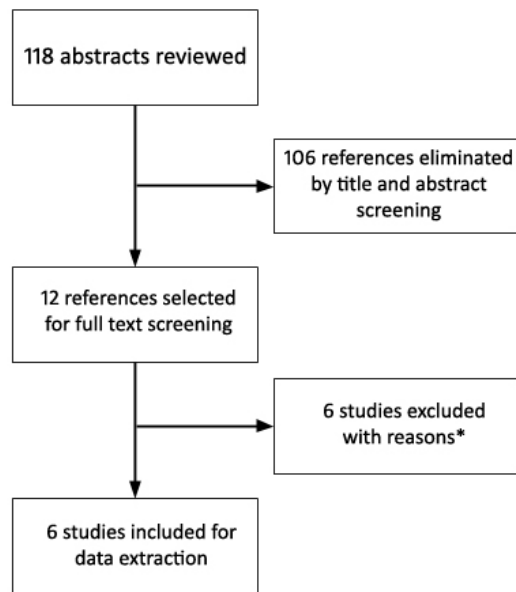 118 abstracts reviewed
106 references eliminated
by title and abstract
screening
12 references selected
for full text screening
6 studies excluded
with reasons*
6 studies included for
data extraction